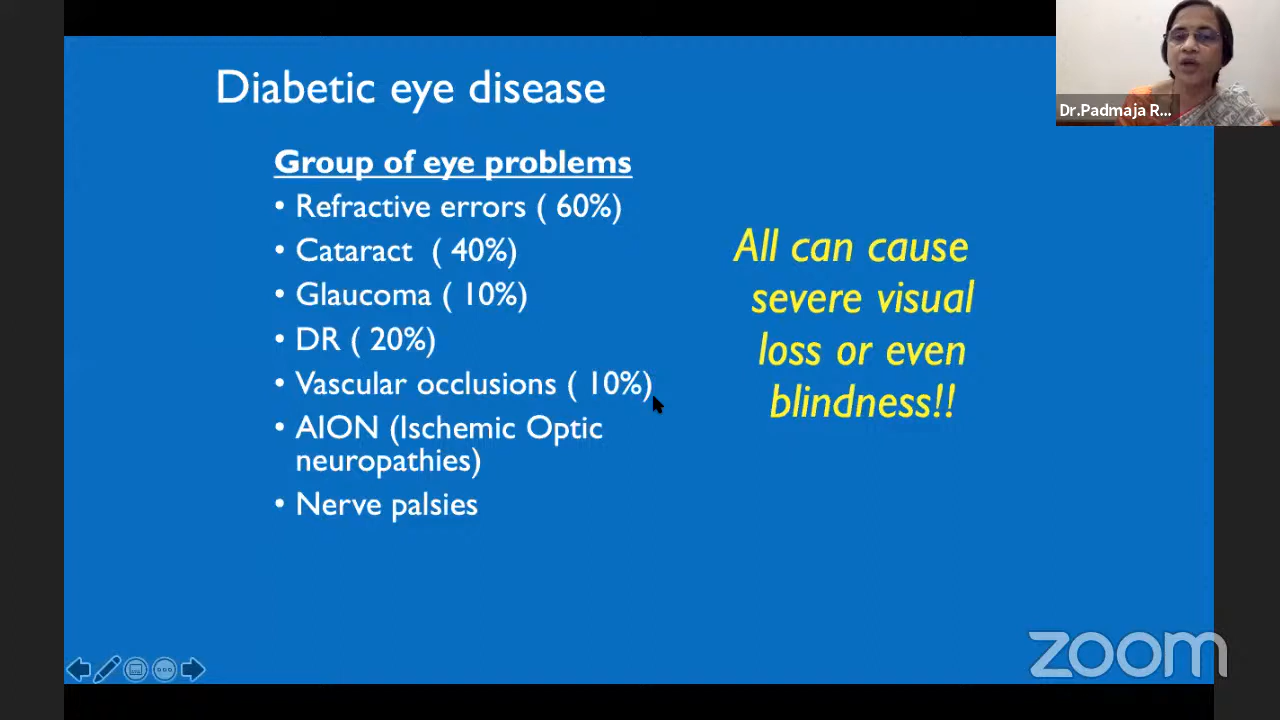 Diabetic eye disease
Group of eye problems
• Refractive errors ( 60%)
• Cataract ( 40%)
• Glaucoma ( 10%)
• DR ( 20%)
• Vascular occlusions ( 10%)
• AION (Ischemic Optic
neuropathies)
• Nerve palsies
All can cause
severe visual
loss or even
blindness!!
Dr.Padmaja R...
zoom